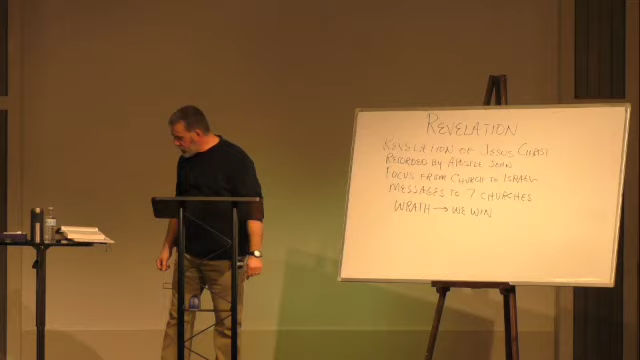 REVELATION
REVELATION OF JESUS CHRIST
RECORDED BY APOSTLE JOHN
FOCUS FROM CHURCH TO ISRAEL
MESSAGES TO 7 CHURCHES
WRATH → WE WIN